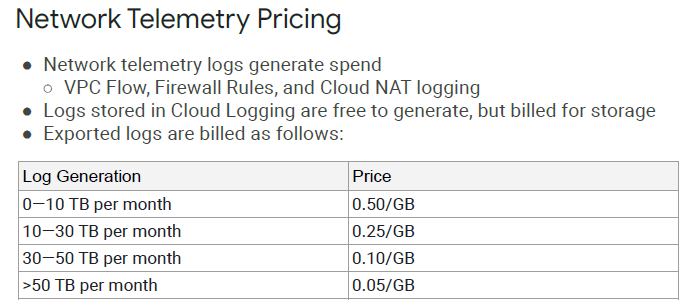 Network Telemetry Pricing
● Network telemetry logs generate spend
○ VPC Flow, Firewall Rules, and Cloud NAT logging
● Logs stored in Cloud Logging are free to generate, but billed for storage
● Exported logs are billed as follows:
Log Generation Price
0—10 TB per month 0.50/GB
10—30 TB per month 0.25/GB
30—50 TB per month 0.10/GB
>50 TB per month 0.05/GB